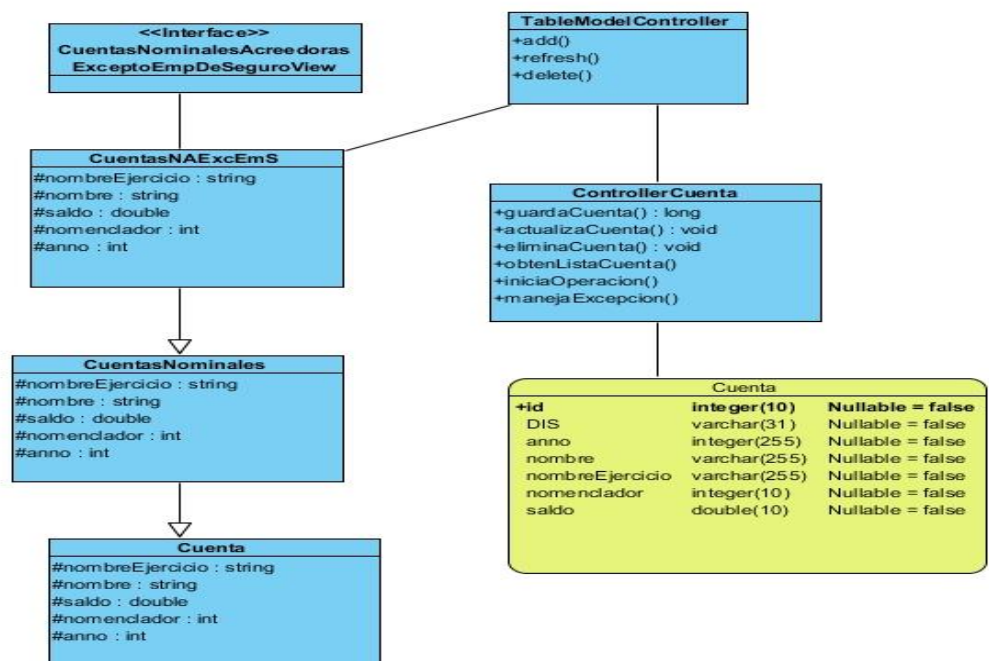 <<Interface>>
CuentasNominalesAcreedoras
ExceptoEmpDeSeguroView
TableModelController
+add()
+refresh()
+delete()
CuentasNAExcEmS
#nombreEjercicio : string
#nombre : string
#saldo : double
#nomenclador : int
#anno : int
ControllerCuenta
+guardaCuenta() : long
+actualizaCuenta() : void
+eliminaCuenta() : void
+obtenListaCuenta()
+iniciaOperacion()
+manejaExcepcion()
CuentasNominales
#nombreEjercicio : string
#nombre : string
#saldo : double
#nomenclador : int
#anno : int
Cuenta
+id integer(10) Nullable = false
DIS varchar(31) Nullable = false
anno integer(255) Nullable = false
nombre varchar(255) Nullable = false
nombreEjercicio varchar(255) Nullable = false
nomenclador integer(10) Nullable = false
saldo double(10) Nullable = false
Cuenta
#nombreEjercicio : string
#nombre : string
#saldo : double
#nomenclador : int
#anno : int